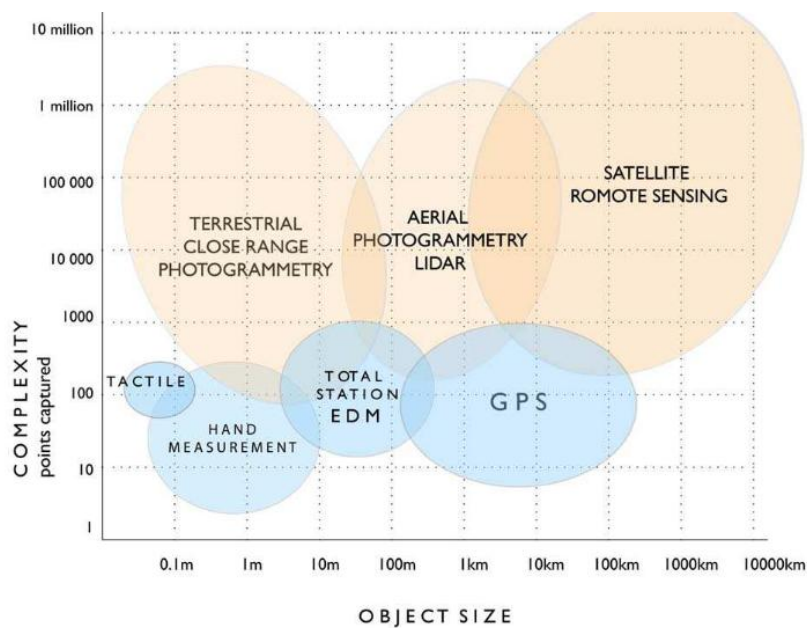 10 million
1 million
100 000
10 000
1000
100
10
1
COMPLEXITY
points captured
TERRESTRIAL
CLOSE RANGE
PHOTOGRAMMETRY
AERIAL
PHOTOGRAMMETRY
LIDAR
SATELLITE
ROMOTE SENSING
TACTILE
HAND
MEASUREMENT
TOTAL
STATION
EDM
GPS
0.1m 1m 10m 100m 1km 10km 100km 1000km 10000km
OBJECT SIZE